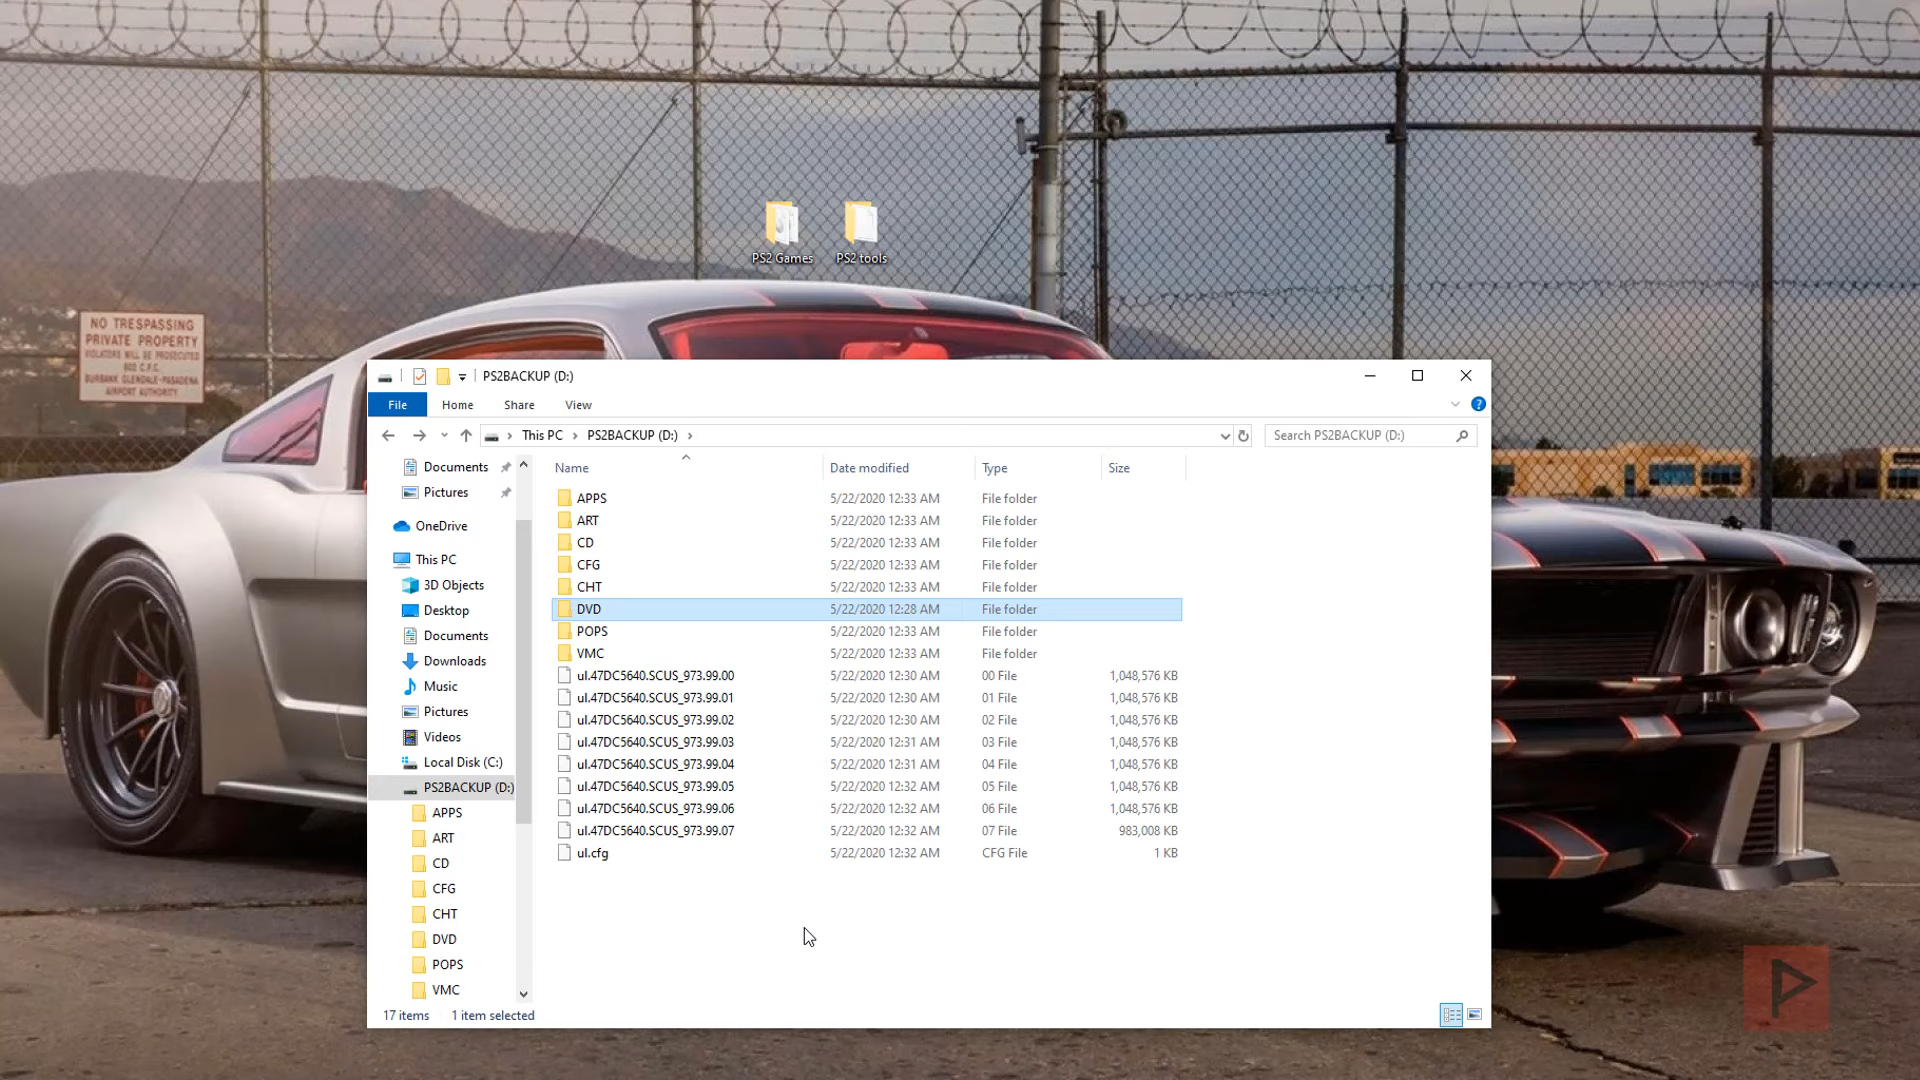 PS2 Games PS2 tools
NO TRESPASSING
PRIVATE PROPERTY
VIOLATORS WILL BE PROSECUTED
602 C.P.C.
BURBANK GLENDALE-PASADENA
AIRPORT AUTHORITY
PS2BACKUP (D:)
File Home Share View
This PC > PS2BACKUP (D:) >
Search PS2BACKUP (D:)
Documents
Pictures
OneDrive
This PC
3D Objects
Desktop
Documents
Downloads
Music
Pictures
Videos
Local Disk (C:)
PS2BACKUP (D:)
APPS
ART
CD
CFG
CHT
DVD
POPS
VMC
Name Date modified Type Size
APPS 5/22/2020 12:33 AM File folder
ART 5/22/2020 12:33 AM File folder
CD 5/22/2020 12:33 AM File folder
CFG 5/22/2020 12:33 AM File folder
CHT 5/22/2020 12:33 AM File folder
DVD 5/22/2020 12:28 AM File folder
POPS 5/22/2020 12:33 AM File folder
VMC 5/22/2020 12:33 AM File folder
ul.47DC5640.SCUS_973.99.00 5/22/2020 12:30 AM 00 File 1,048,576 KB
ul.47DC5640.SCUS_973.99.01 5/22/2020 12:30 AM 01 File 1,048,576 KB
ul.47DC5640.SCUS_973.99.02 5/22/2020 12:30 AM 02 File 1,048,576 KB
ul.47DC5640.SCUS_973.99.03 5/22/2020 12:31 AM 03 File 1,048,576 KB
ul.47DC5640.SCUS_973.99.04 5/22/2020 12:31 AM 04 File 1,048,576 KB
ul.47DC5640.SCUS_973.99.05 5/22/2020 12:32 AM 05 File 1,048,576 KB
ul.47DC5640.SCUS_973.99.06 5/22/2020 12:32 AM 06 File 1,048,576 KB
ul.47DC5640.SCUS_973.99.07 5/22/2020 12:32 AM 07 File 983,008 KB
ul.cfg 5/22/2020 12:32 AM CFG File 1 KB
17 items 1 item selected